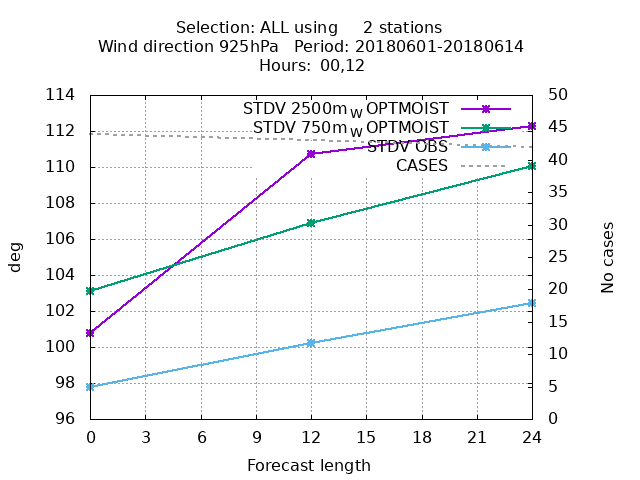 Selection: ALL using 2 stations
Wind direction 925hPa Period: 20180601-20180614
Hours: 00,12
STDV 2500m_W OPTMOIST
STDV 750m_W OPTMOIST
STDV OBS
CASES
114
112
110
108
106
104
102
100
98
96
50
45
40
35
30
25
20
15
10
5
0
0 3 6 9 12 15 18 21 24
deg
No cases
Forecast length